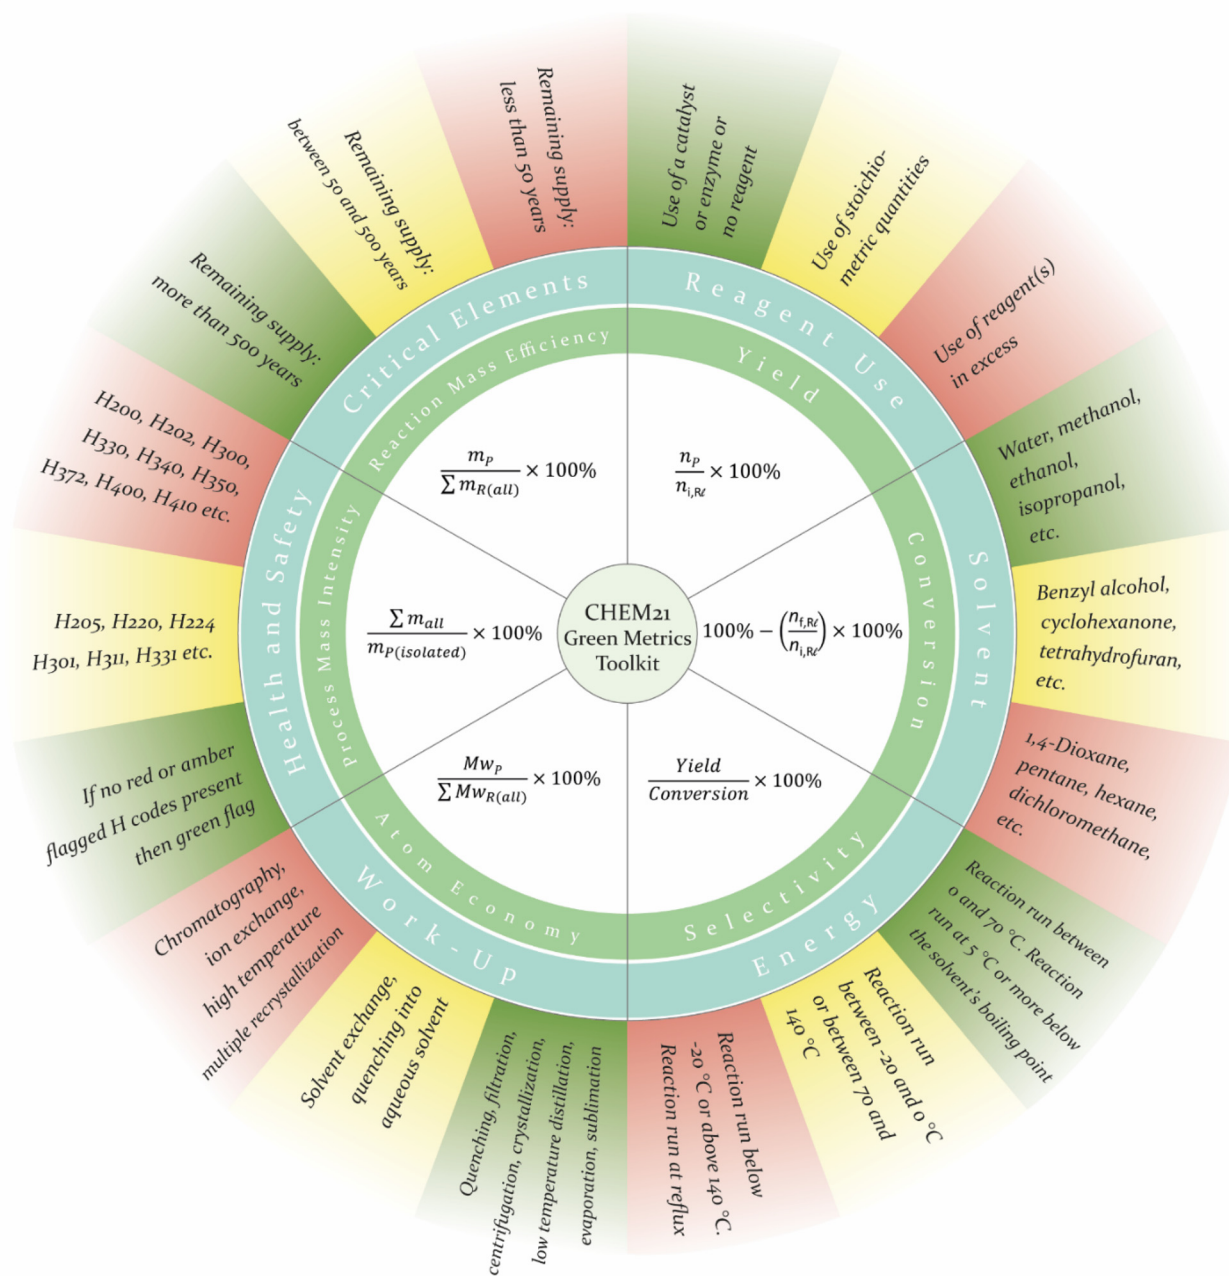 CHEM21
Green Metrics
Toolkit
Reagent Use
Use of a catalyst
or enzyme or
no reagent
Use of stoichio-
metric quantities
Use of reagent(s)
in excess
Solvent
Water, methanol,
ethanol,
isopropanol,
etc.
Benzyl alcohol,
cyclohexanone,
tetrahydrofuran,
etc.
1,4-Dioxane,
pentane, hexane,
dichloromethane,
etc.
Energy
Reaction run between
0 and 70 °C. Reaction
run at 5 °C or more below
the solvent's boiling point
Reaction run
between -20 and 0 °C
or between 70 and
140 °C
Reaction run below
-20 °C or above 140 °C.
Reaction run at reflux
Work-Up
Quenching, filtration,
centrifugation, crystallization,
low temperature distillation,
evaporation, sublimation
Solvent exchange,
quenching into
aqueous solvent
Chromatography,
ion exchange,
high temperature
multiple recrystallization
Health and Safety
If no red or amber
flagged H codes present
then green flag
H205, H220, H224
H301, H311, H331 etc.
H200, H202, H300,
H330, H340, H350,
H372, H400, H410 etc.
Critical Elements
Remaining supply:
more than 500 years
Remaining supply:
between 50 and 500 years
Remaining supply:
less than 50 years
Yield
n_P / n_i,Rℓ × 100%
Conversion
100% − (n_f,Rℓ / n_i,Rℓ) × 100%
Selectivity
Yield / Conversion × 100%
Atom Economy
Mw_P / ∑ Mw_R(all) × 100%
Process Mass Intensity
∑ m_all / m_P(isolated) × 100%
Reaction Mass Efficiency
m_P / ∑ m_R(all) × 100%